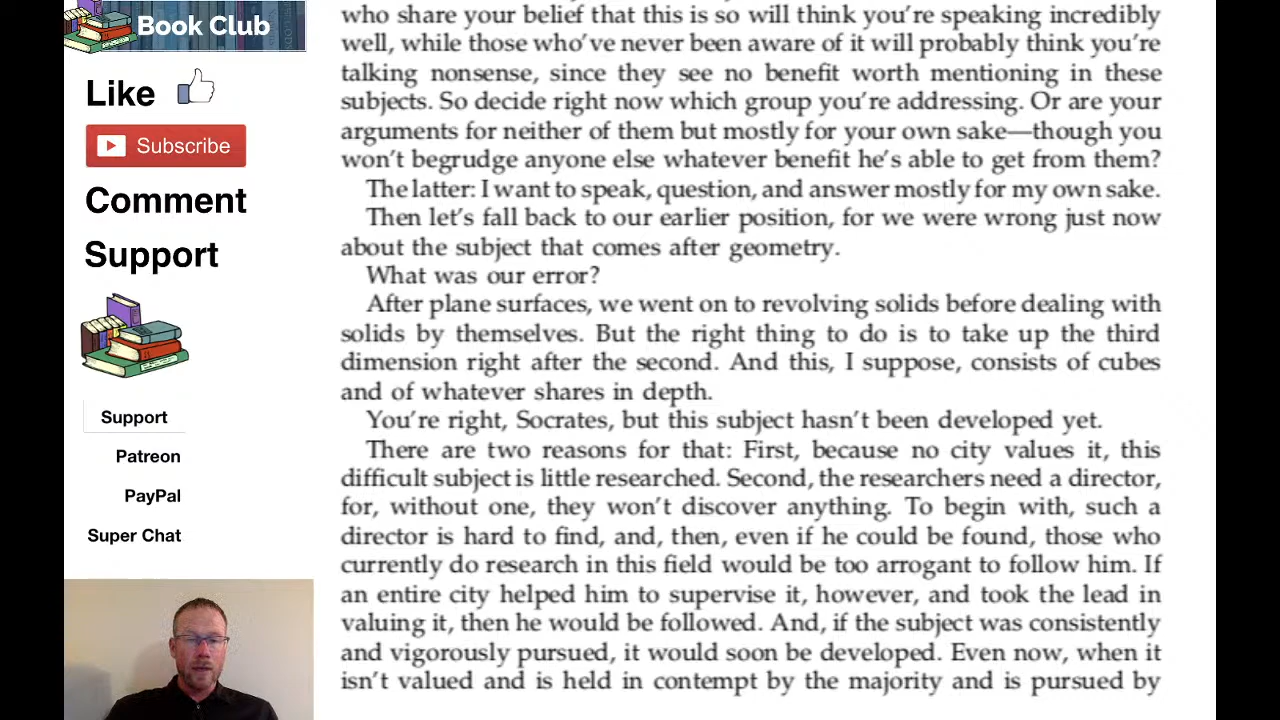 Book Club
Like
Subscribe
Comment
Support
Support
Patreon
PayPal
Super Chat
who share your belief that this is so will think you're speaking incredibly
well, while those who've never been aware of it will probably think you're
talking nonsense, since they see no benefit worth mentioning in these
subjects. So decide right now which group you're addressing. Or are your
arguments for neither of them but mostly for your own sake—though you
won't begrudge anyone else whatever benefit he's able to get from them?
The latter: I want to speak, question, and answer mostly for my own sake.
Then let's fall back to our earlier position, for we were wrong just now
about the subject that comes after geometry.
What was our error?
After plane surfaces, we went on to revolving solids before dealing with
solids by themselves. But the right thing to do is to take up the third
dimension right after the second. And this, I suppose, consists of cubes
and of whatever shares in depth.
You're right, Socrates, but this subject hasn't been developed yet.
There are two reasons for that: First, because no city values it, this
difficult subject is little researched. Second, the researchers need a director,
for, without one, they won't discover anything. To begin with, such a
director is hard to find, and, then, even if he could be found, those who
currently do research in this field would be too arrogant to follow him. If
an entire city helped him to supervise it, however, and took the lead in
valuing it, then he would be followed. And, if the subject was consistently
and vigorously pursued, it would soon be developed. Even now, when it
isn't valued and is held in contempt by the majority and is pursued by